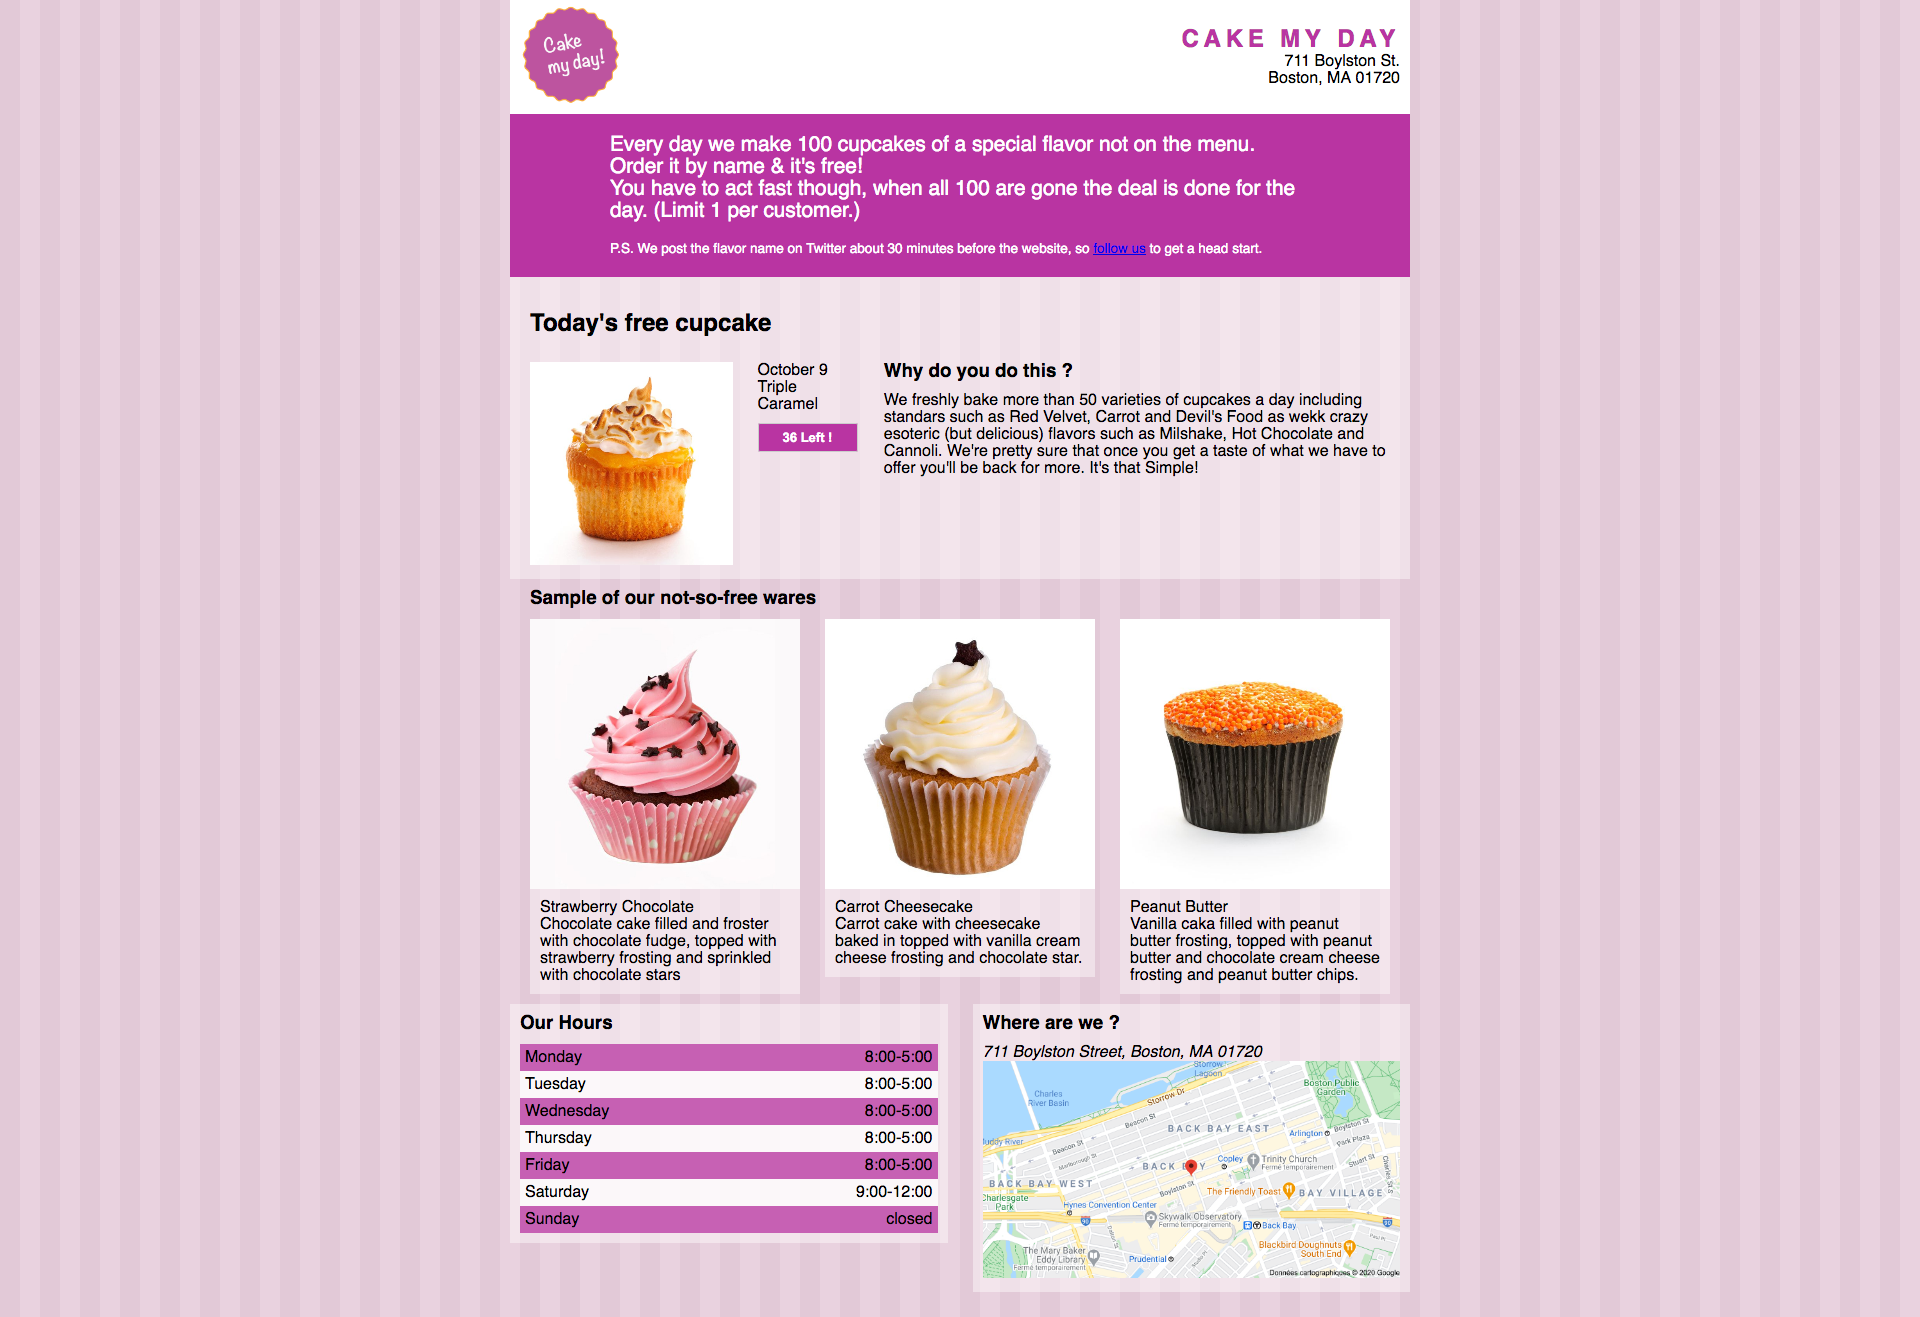 Cake
my day!
CAKE MY DAY
711 Boylston St.
Boston, MA 01720
Every day we make 100 cupcakes of a special flavor not on the menu.
Order it by name & it's free!
You have to act fast though, when all 100 are gone the deal is done for the
day. (Limit 1 per customer.)
P.S. We post the flavor name on Twitter about 30 minutes before the website, so follow us to get a head start.
Today's free cupcake
October 9
Triple
Caramel
36 Left !
Why do you do this ?
We freshly bake more than 50 varieties of cupcakes a day including
standars such as Red Velvet, Carrot and Devil's Food as wekk crazy
esoteric (but delicious) flavors such as Milshake, Hot Chocolate and
Cannoli. We're pretty sure that once you get a taste of what we have to
offer you'll be back for more. It's that Simple!
Sample of our not-so-free wares
Strawberry Chocolate
Chocolate cake filled and froster
with chocolate fudge, topped with
strawberry frosting and sprinkled
with chocolate stars
Carrot Cheesecake
Carrot cake with cheesecake
baked in topped with vanilla cream
cheese frosting and chocolate star.
Peanut Butter
Vanilla caka filled with peanut
butter frosting, topped with peanut
butter and chocolate cream cheese
frosting and peanut butter chips.
Our Hours
Monday 8:00-5:00
Tuesday 8:00-5:00
Wednesday 8:00-5:00
Thursday 8:00-5:00
Friday 8:00-5:00
Saturday 9:00-12:00
Sunday closed
Where are we ?
711 Boylston Street, Boston, MA 01720
Storrow
Lagoon
Charles
River Basin
Storrow Dr
Boston Public
Garden
Beacon St
BACK BAY EAST
Arlington
Boylston St
Park Plaza
Muddy River
Beacon St
Marlborough St
Copley
Trinity Church
Fermé temporairement
Stuart St
Charles St S
BACK BAY
BACK BAY WEST
Boylston St
The Friendly Toast
BAY VILLAGE
Charlesgate
Park
Hynes Convention Center
Skywalk Observatory
Fermé temporairement
90
Back Bay
90
Dalton St
The Mary Baker
Eddy Library
Fermé temporairement
Prudential
Blackbird Doughnuts
South End
Données cartographiques © 2020 Google